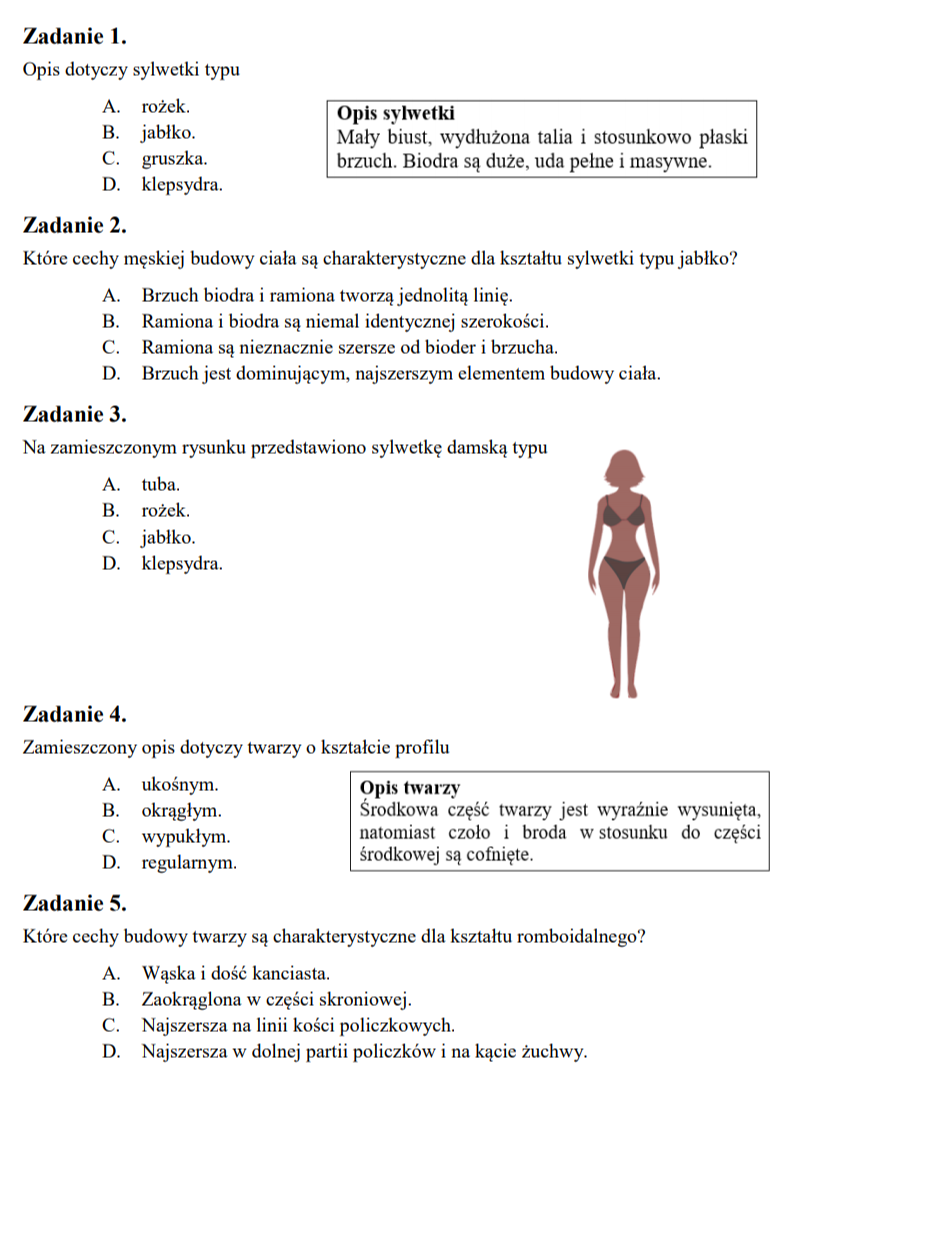 Zadanie 1.
Opis dotyczy sylwetki typu
A. rożek.
B. jabłko.
C. gruszka.
D. klepsydra.
Opis sylwetki
Mały biust, wydłużona talia i stosunkowo płaski
brzuch. Biodra są duże, uda pełne i masywne.
Zadanie 2.
Które cechy męskiej budowy ciała są charakterystyczne dla kształtu sylwetki typu jabłko?
A. Brzuch biodra i ramiona tworzą jednolitą linię.
B. Ramiona i biodra są niemal identycznej szerokości.
C. Ramiona są nieznacznie szersze od bioder i brzucha.
D. Brzuch jest dominującym, najszerszym elementem budowy ciała.
Zadanie 3.
Na zamieszczonym rysunku przedstawiono sylwetkę damską typu
A. tuba.
B. rożek.
C. jabłko.
D. klepsydra.
Zadanie 4.
Zamieszczony opis dotyczy twarzy o kształcie profilu
A. ukośnym.
B. okrągłym.
C. wypukłym.
D. regularnym.
Opis twarzy
Środkowa część twarzy jest wyraźnie wysunięta,
natomiast czoło i broda w stosunku do części
środkowej są cofnięte.
Zadanie 5.
Które cechy budowy twarzy są charakterystyczne dla kształtu romboidalnego?
A. Wąska i dość kanciasta.
B. Zaokrąglona w części skroniowej.
C. Najszersza na linii kości policzkowych.
D. Najszersza w dolnej partii policzków i na kącie żuchwy.